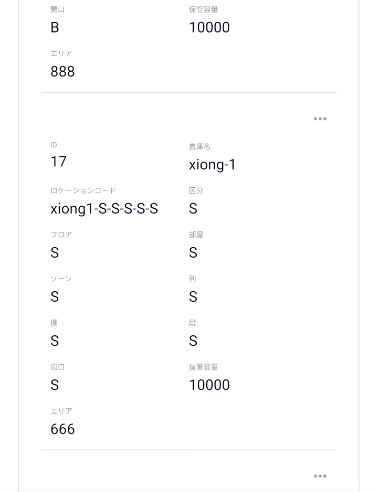 間口 保管容量
B 10000
エリア
888
ID 倉庫名
17 xiong-1
ロケーションコード 区分
xiong1-S-S-S-S-S S
フロア 部屋
S S
ゾーン 列
S S
棚 段
S S
間口 保管容量
S 10000
エリア
666